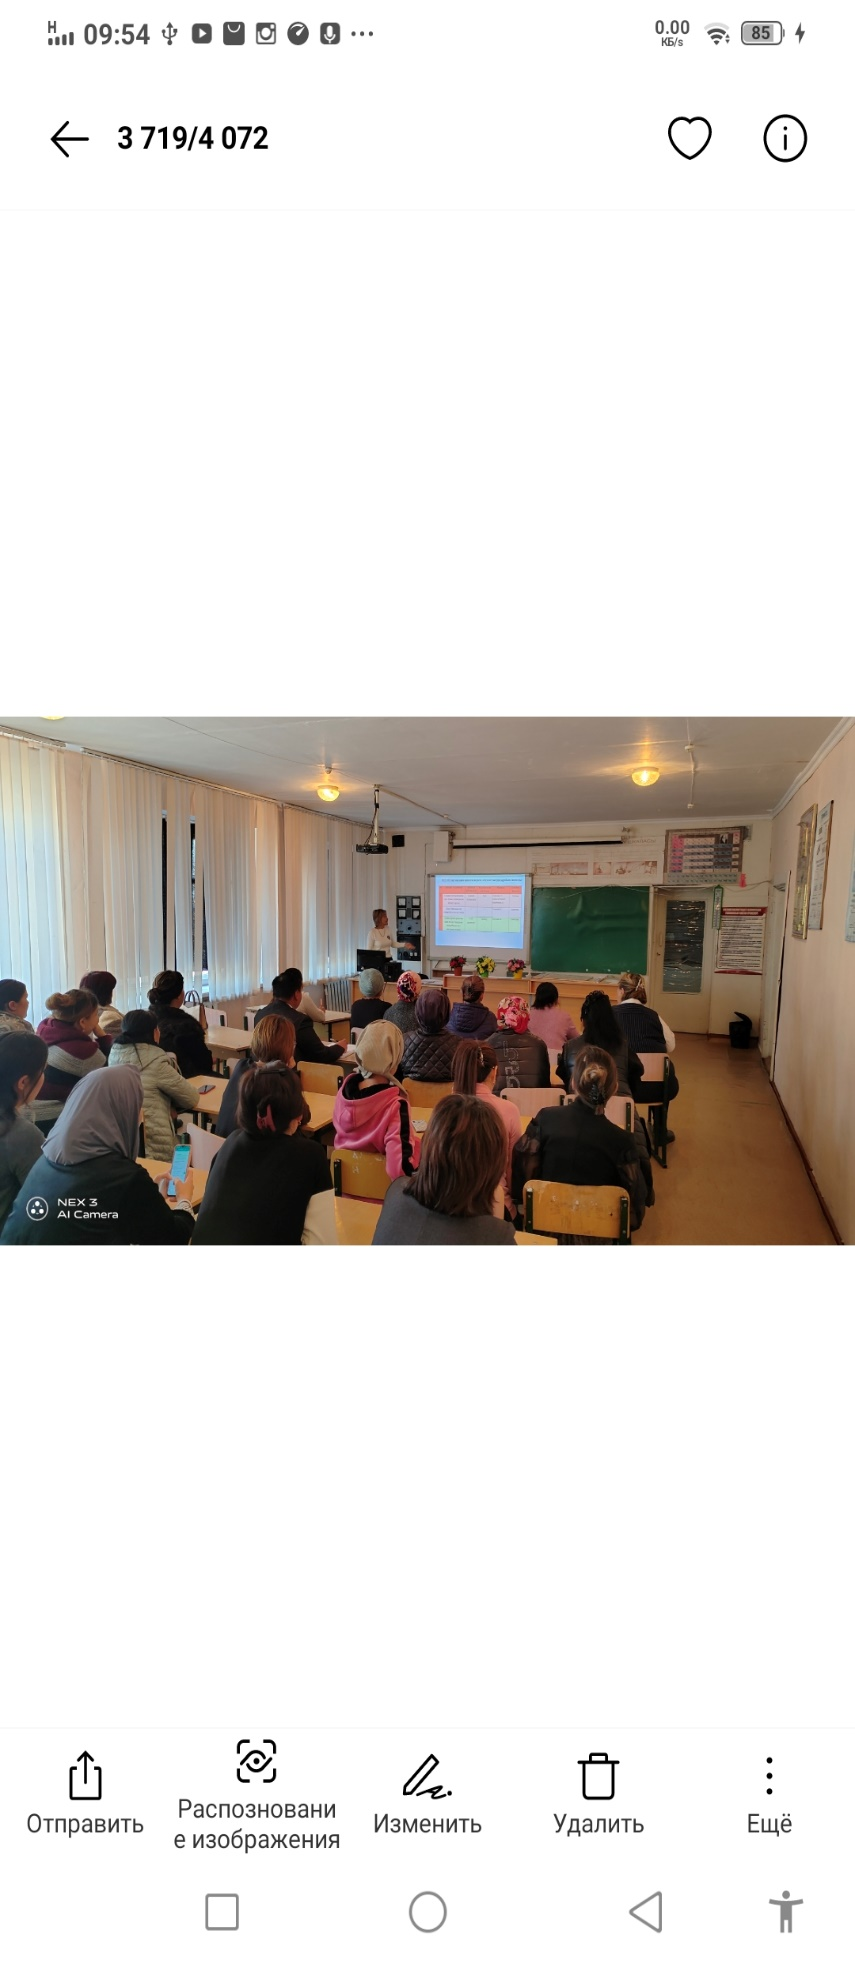 H
09:54
0.00
КБ/s
85
3 719/4 072
NEX 3
AI Camera
Отправить
Распозновани
е изображения
Изменить
Удалить
Ещё